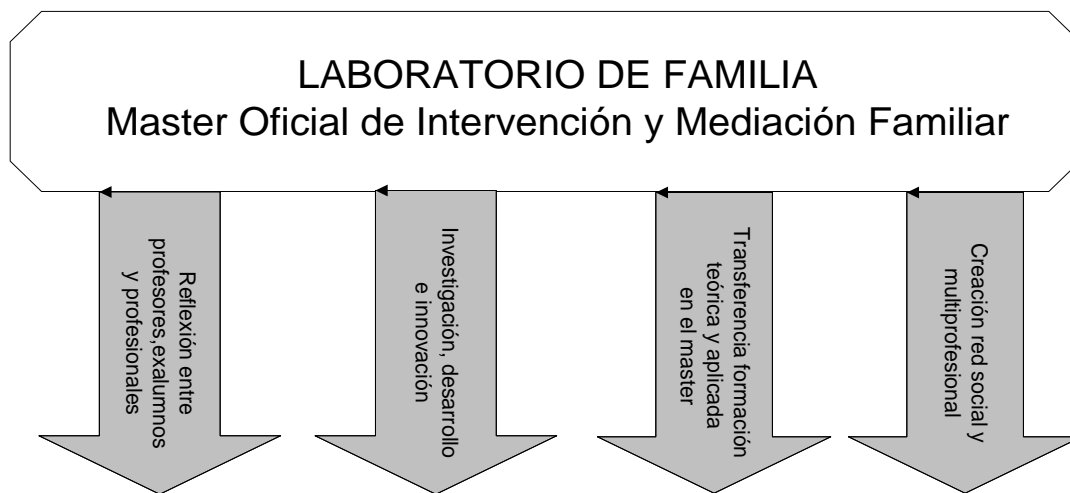 LABORATORIO DE FAMILIA
Master Oficial de Intervención y Mediación Familiar
Reflexión entre
profesores,exalumnos
y profesionales
Investigación, desarrollo
e innovación
Transferencia formación
teórica y aplicada
en el master
Creación red social y
multiprofesional